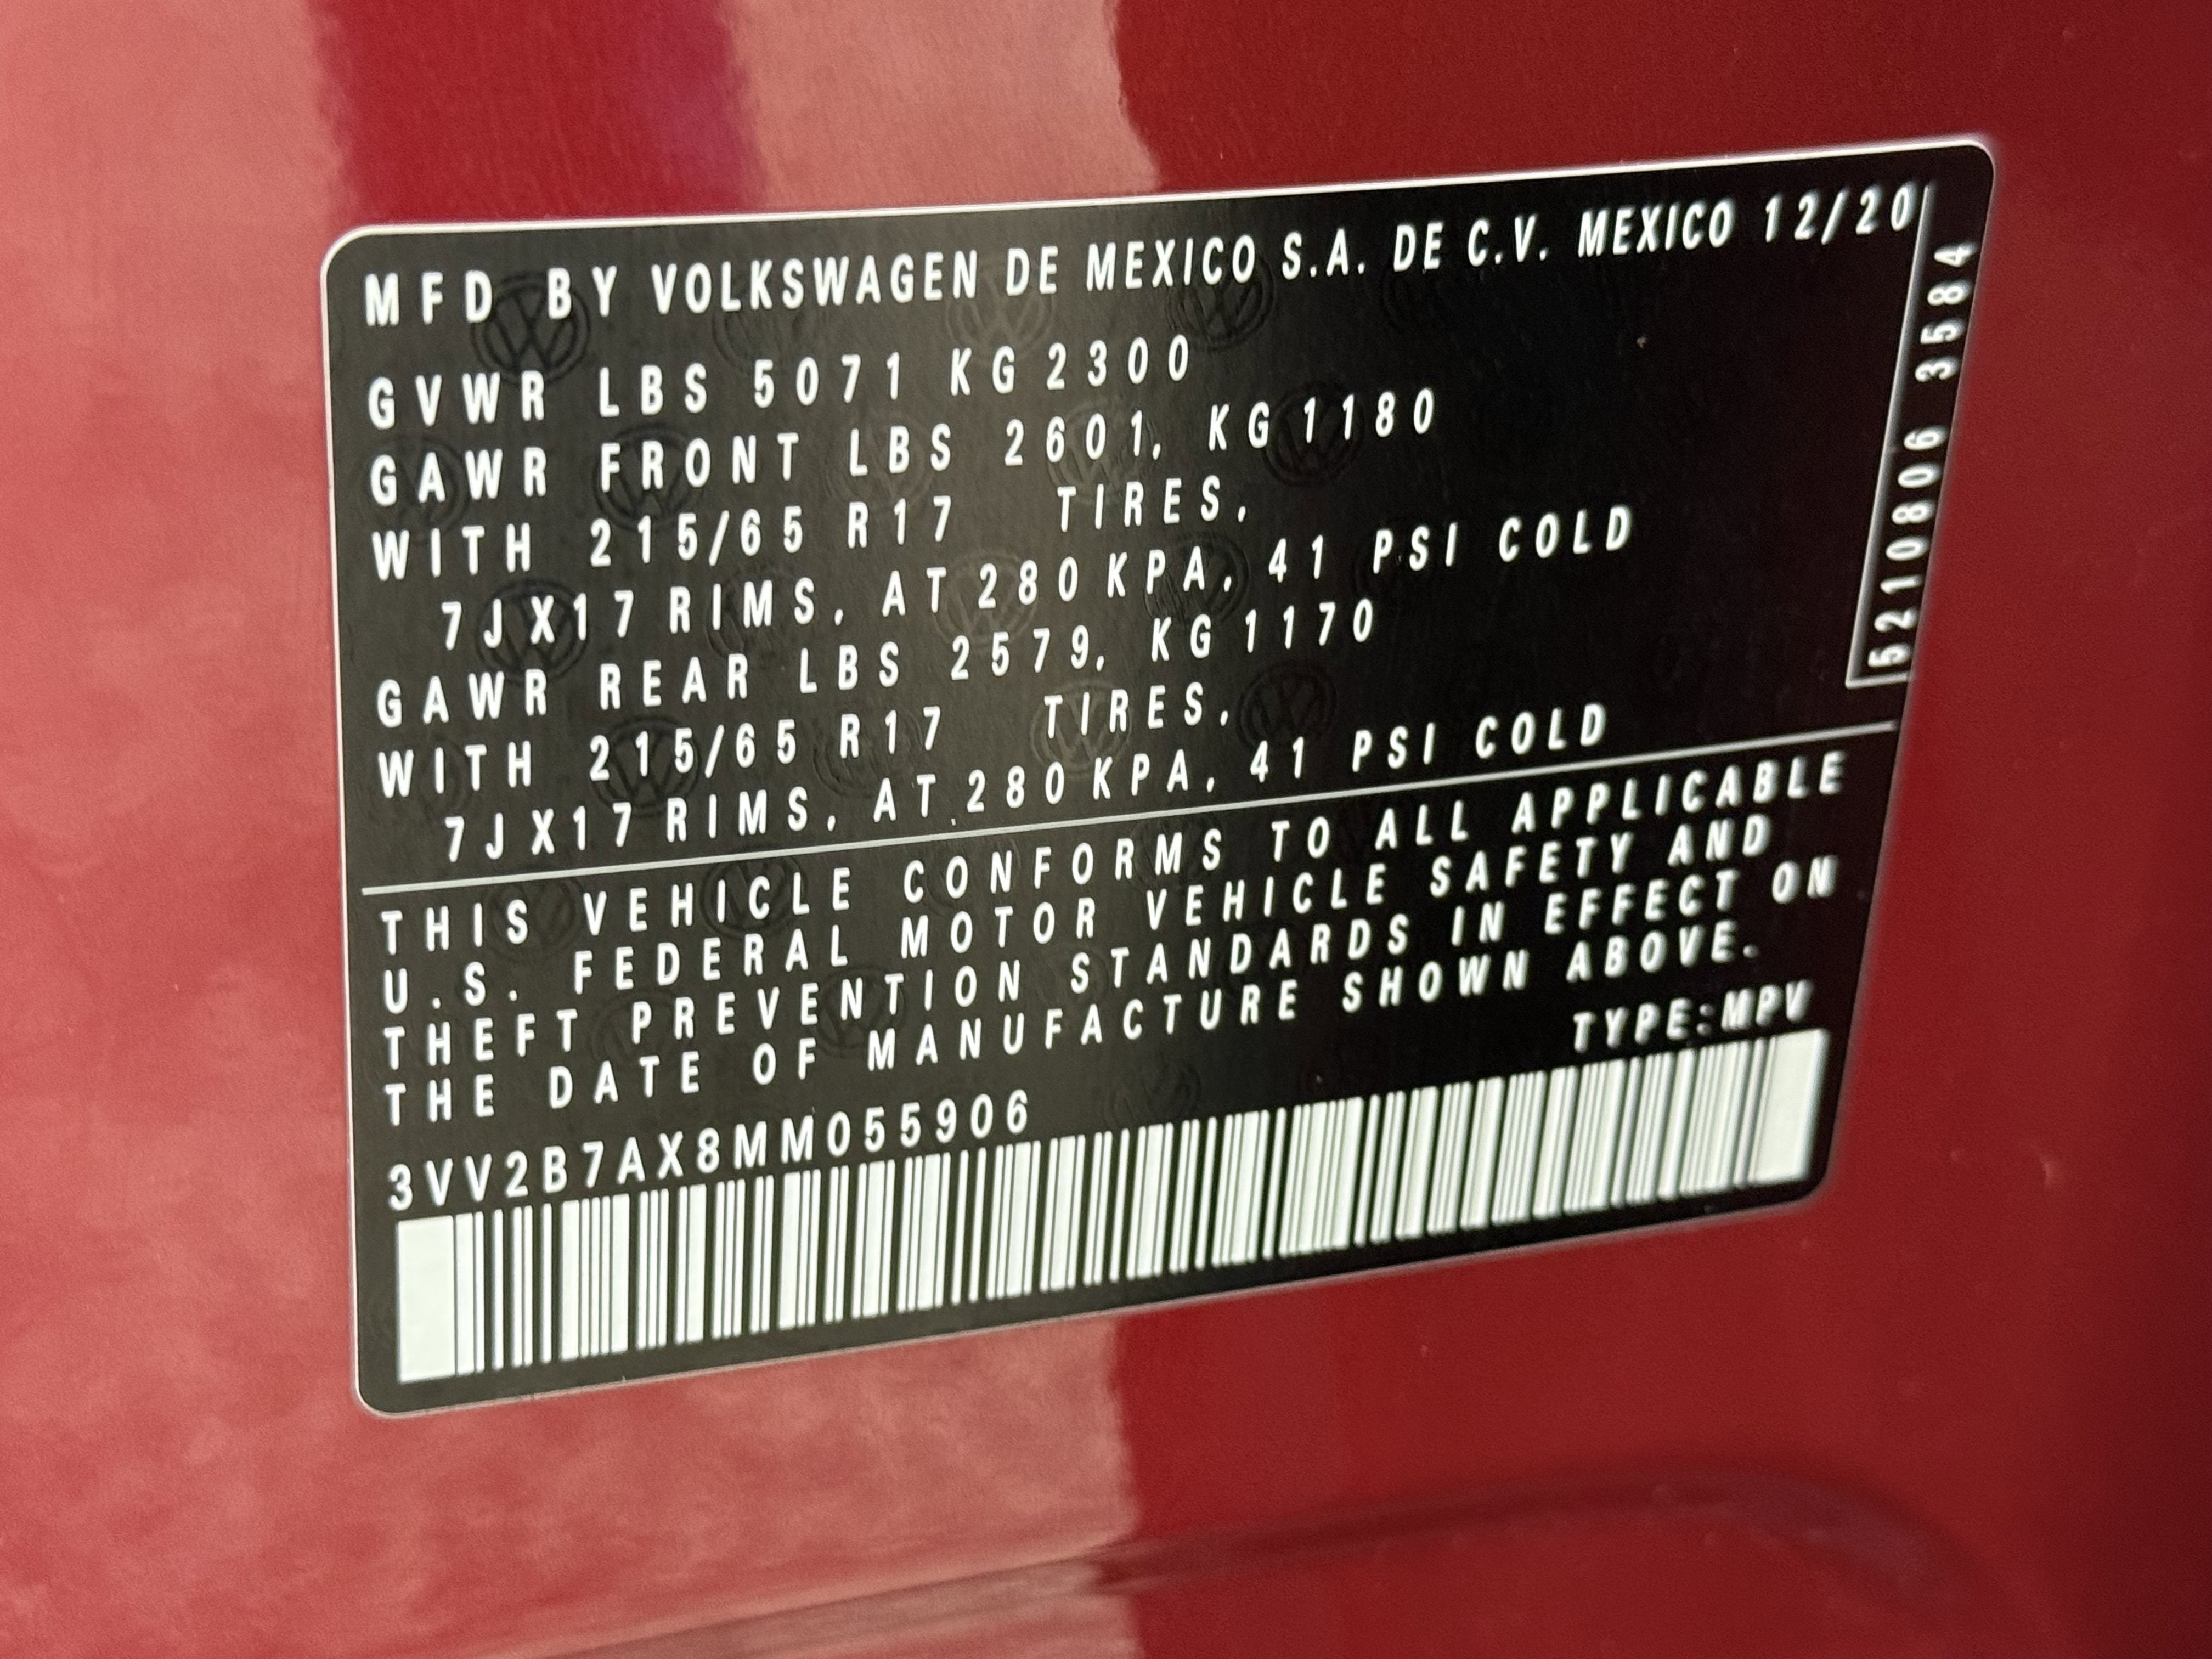 MFD BY VOLKSWAGEN DE MEXICO S.A. DE C.V. MEXICO 12/20
GVWR LBS 5071 KG 2300
GAWR FRONT LBS 2601, KG 1180
WITH 215/65 R17 TIRES,
7JX17 RIMS, AT 280 KPA, 41 PSI COLD
GAWR REAR LBS 2579, KG 1170
WITH 215/65 R17 TIRES,
7JX17 RIMS, AT 280 KPA, 41 PSI COLD
5210806 3584
THIS VEHICLE CONFORMS TO ALL APPLICABLE
U.S. FEDERAL MOTOR VEHICLE SAFETY AND
THEFT PREVENTION STANDARDS IN EFFECT ON
THE DATE OF MANUFACTURE SHOWN ABOVE.
TYPE:MPV
3VV2B7AX8MM055906